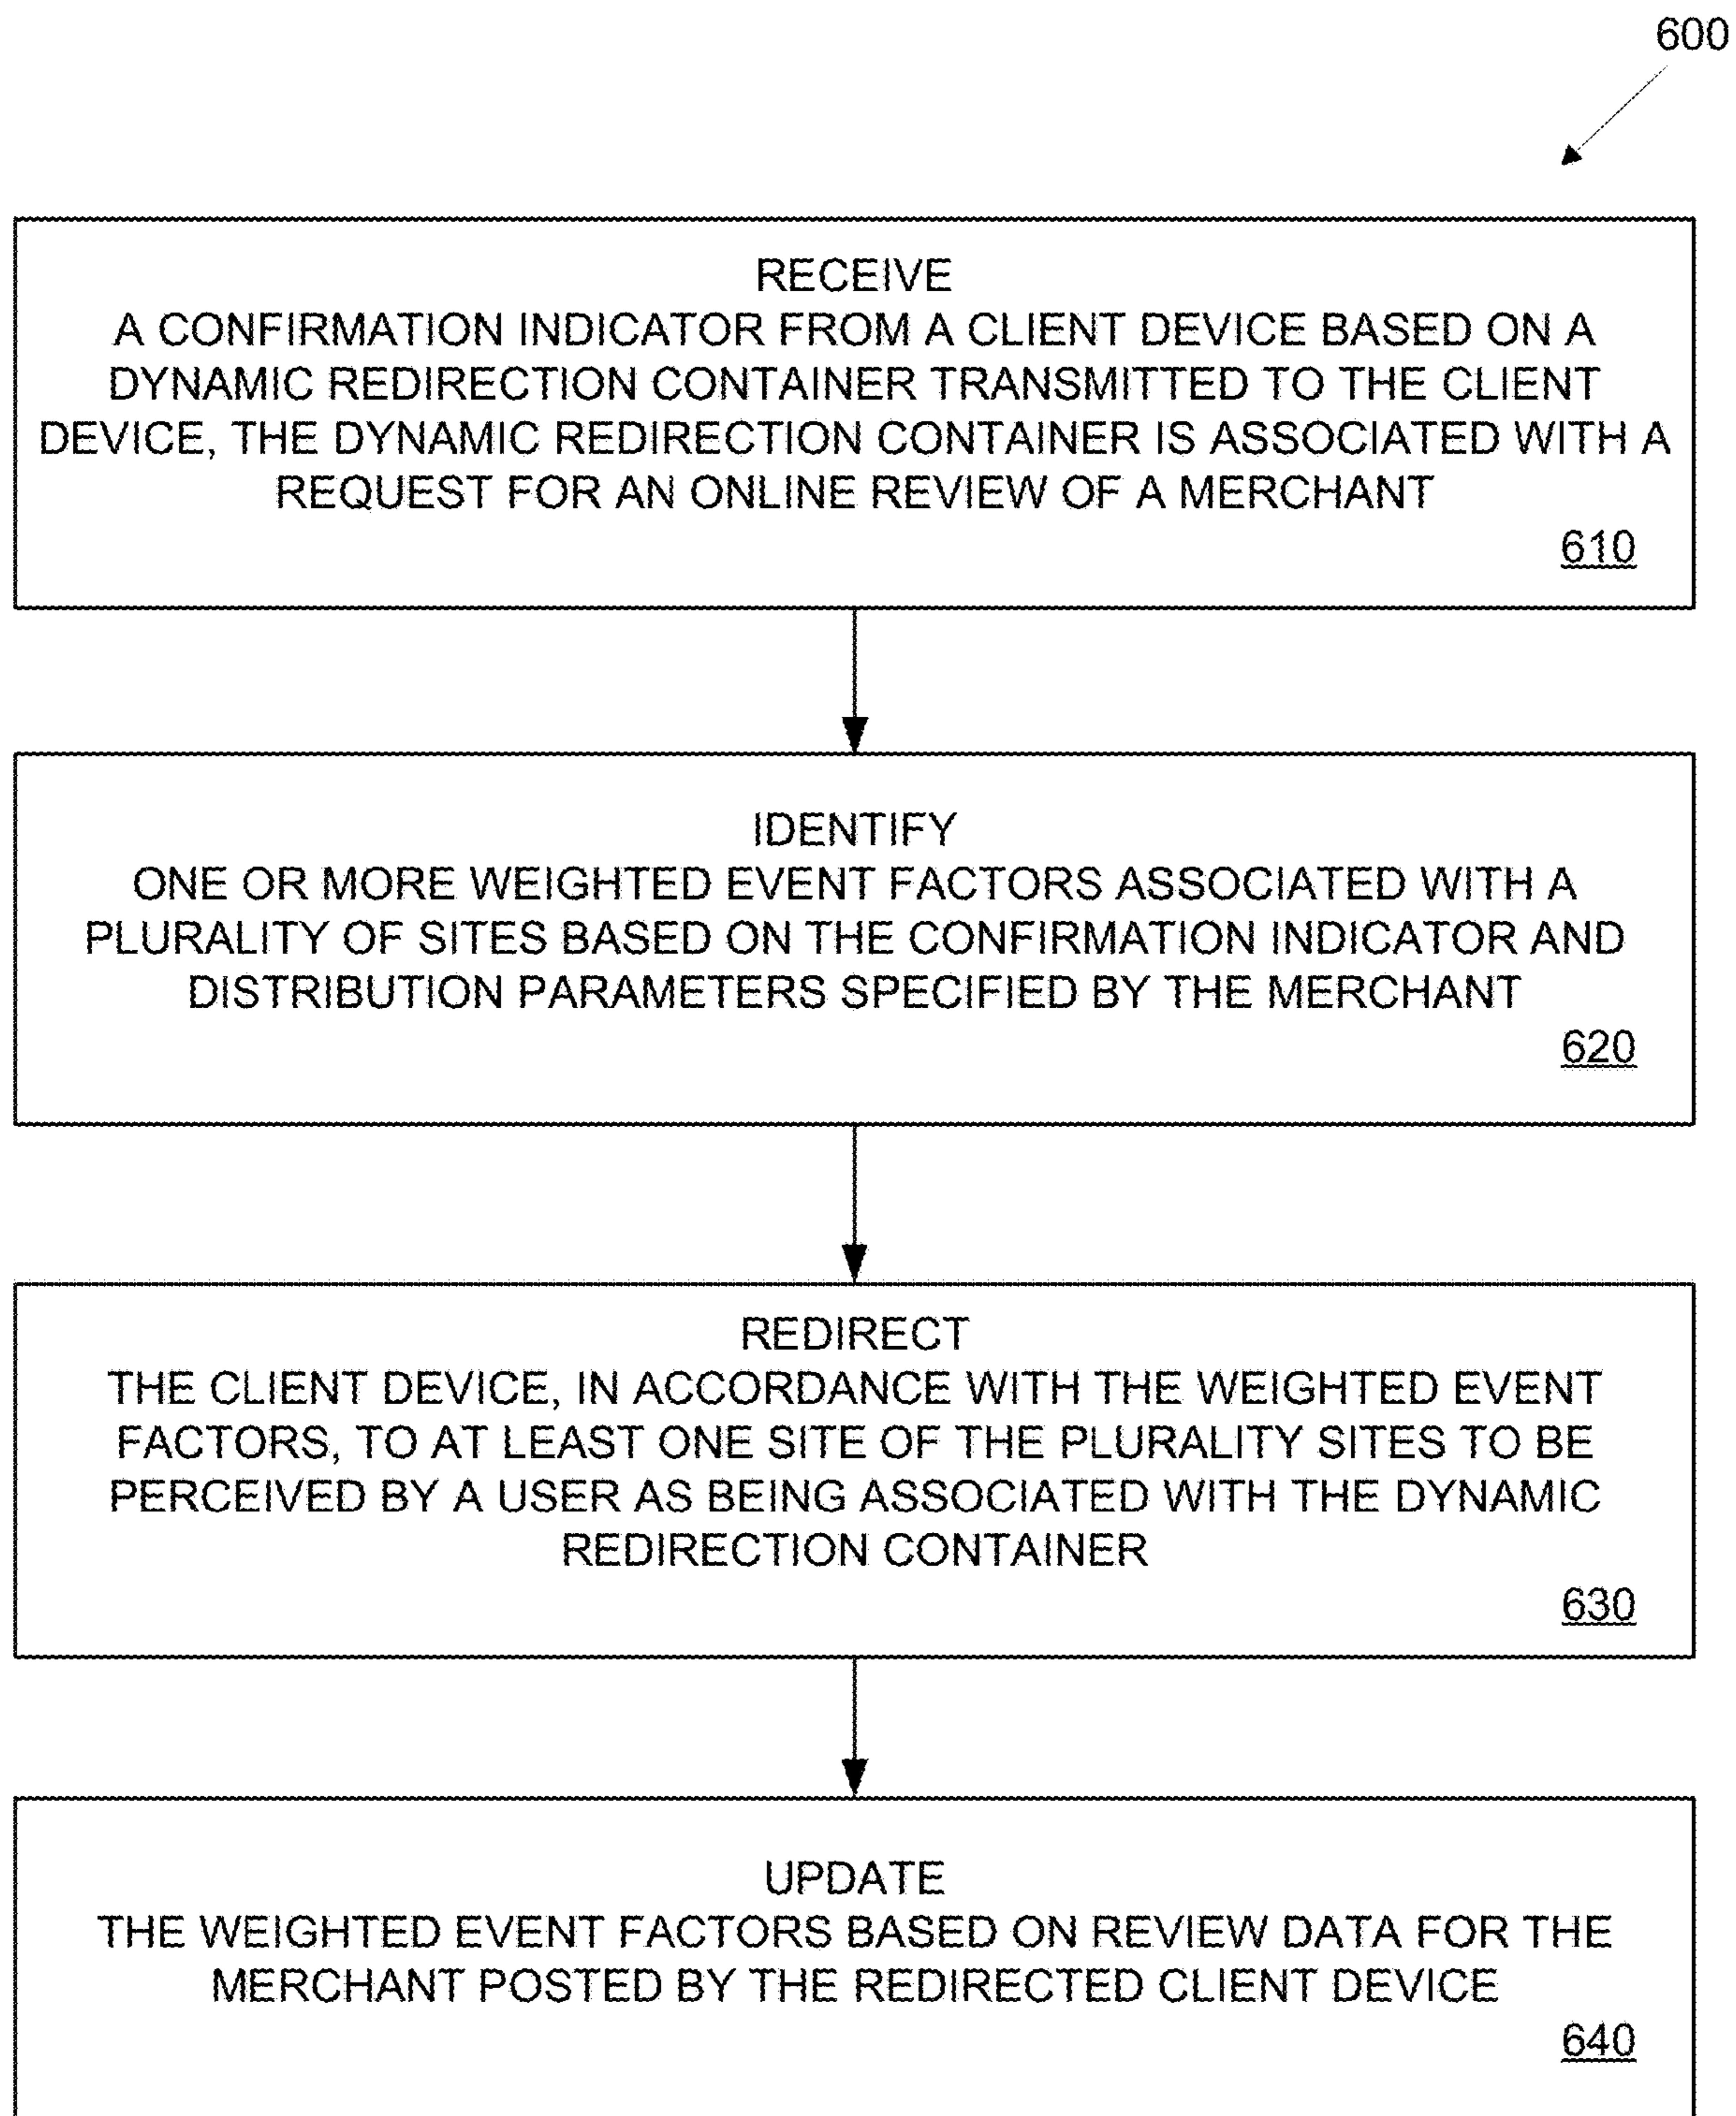 600
RECEIVE
A CONFIRMATION INDICATOR FROM A CLIENT DEVICE BASED ON A
DYNAMIC REDIRECTION CONTAINER TRANSMITTED TO THE CLIENT
DEVICE, THE DYNAMIC REDIRECTION CONTAINER IS ASSOCIATED WITH A
REQUEST FOR AN ONLINE REVIEW OF A MERCHANT
610
IDENTIFY
ONE OR MORE WEIGHTED EVENT FACTORS ASSOCIATED WITH A
PLURALITY OF SITES BASED ON THE CONFIRMATION INDICATOR AND
DISTRIBUTION PARAMETERS SPECIFIED BY THE MERCHANT
620
REDIRECT
THE CLIENT DEVICE, IN ACCORDANCE WITH THE WEIGHTED EVENT
FACTORS, TO AT LEAST ONE SITE OF THE PLURALITY SITES TO BE
PERCEIVED BY A USER AS BEING ASSOCIATED WITH THE DYNAMIC
REDIRECTION CONTAINER
630
UPDATE
THE WEIGHTED EVENT FACTORS BASED ON REVIEW DATA FOR THE
MERCHANT POSTED BY THE REDIRECTED CLIENT DEVICE
640